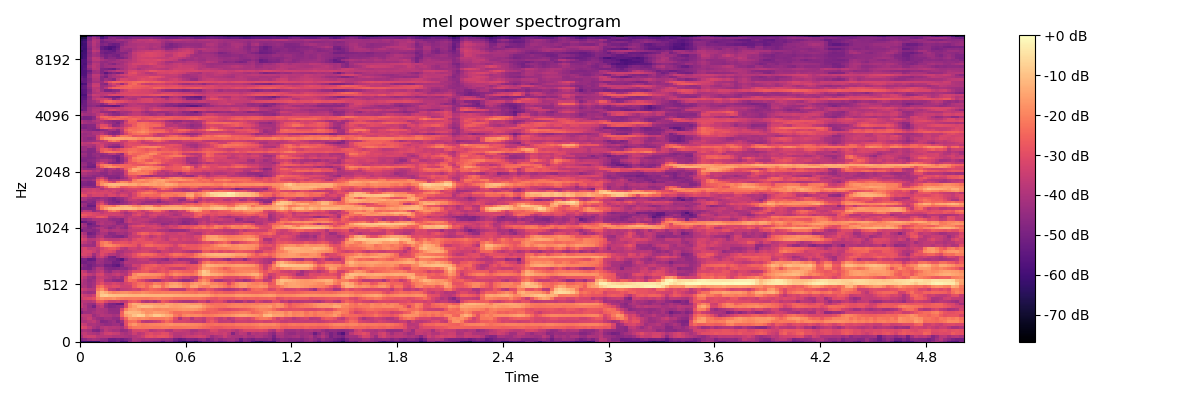 mel power spectrogram
8192
4096
2048
1024
512
0
Hz
0 0.6 1.2 1.8 2.4 3 3.6 4.2 4.8
Time
+0 dB
-10 dB
-20 dB
-30 dB
-40 dB
-50 dB
-60 dB
-70 dB